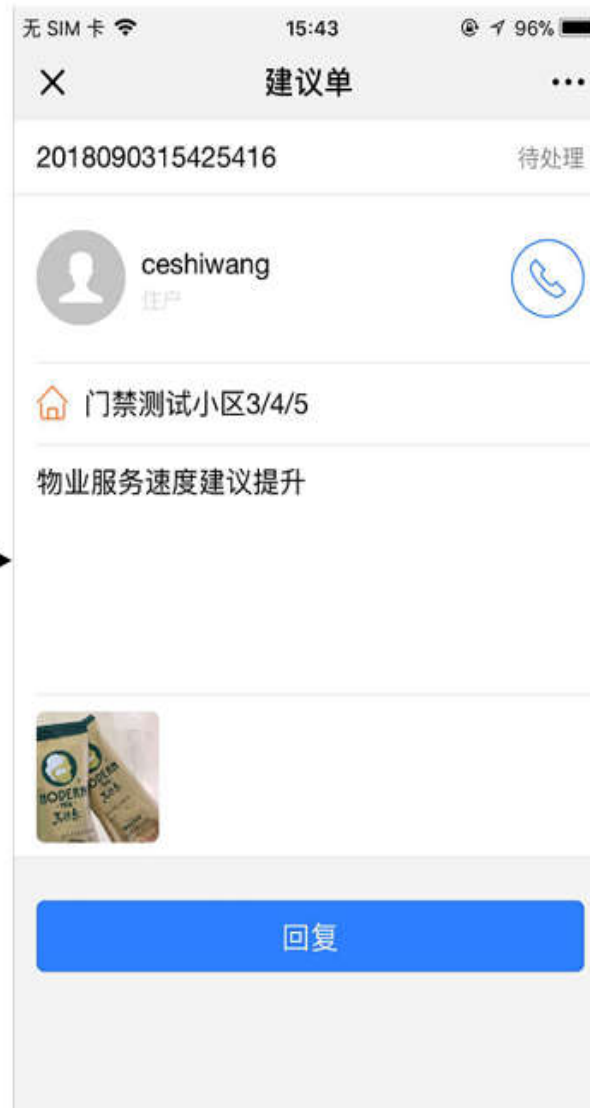 无 SIM 卡 15:43 96%
建议单
2018090315425416 待处理
ceshiwang
住户
门禁测试小区3/4/5
物业服务速度建议提升
MODERN
回复